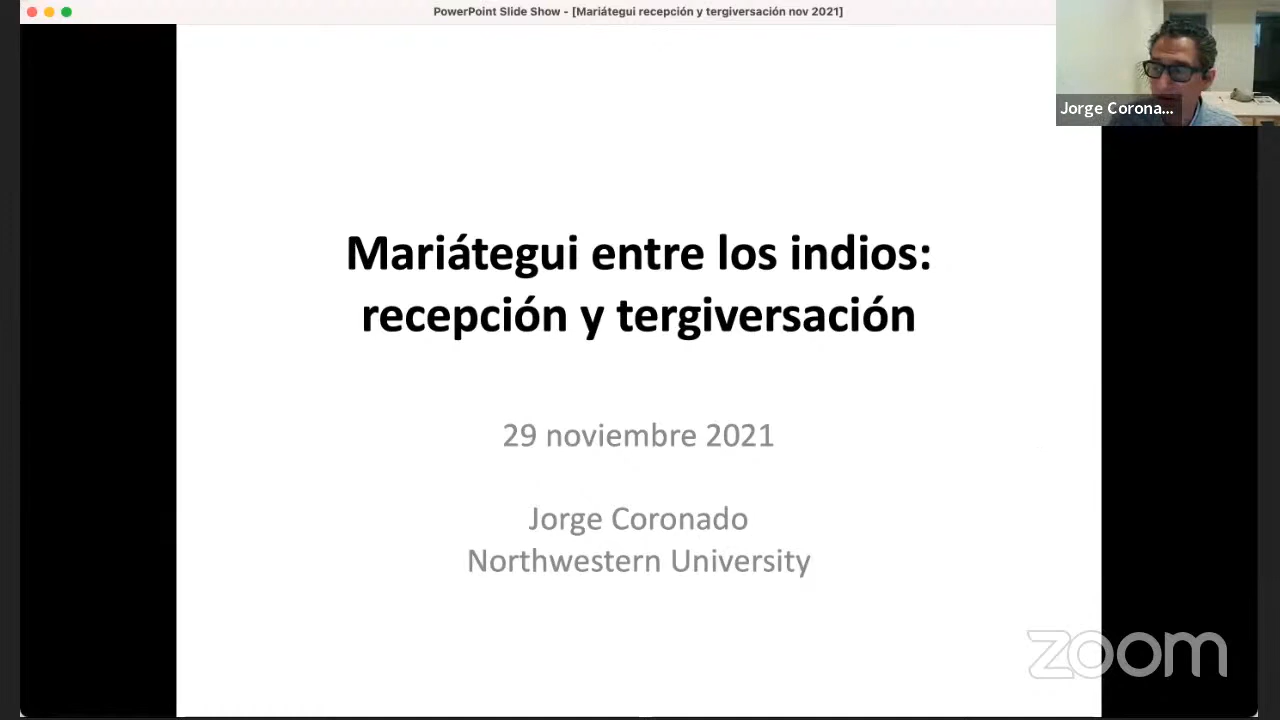 PowerPoint Slide Show - [Mariátegui recepción y tergiversación nov 2021]
Jorge Corona...
Mariátegui entre los indios:
recepción y tergiversación
29 noviembre 2021
Jorge Coronado
Northwestern University
zoom